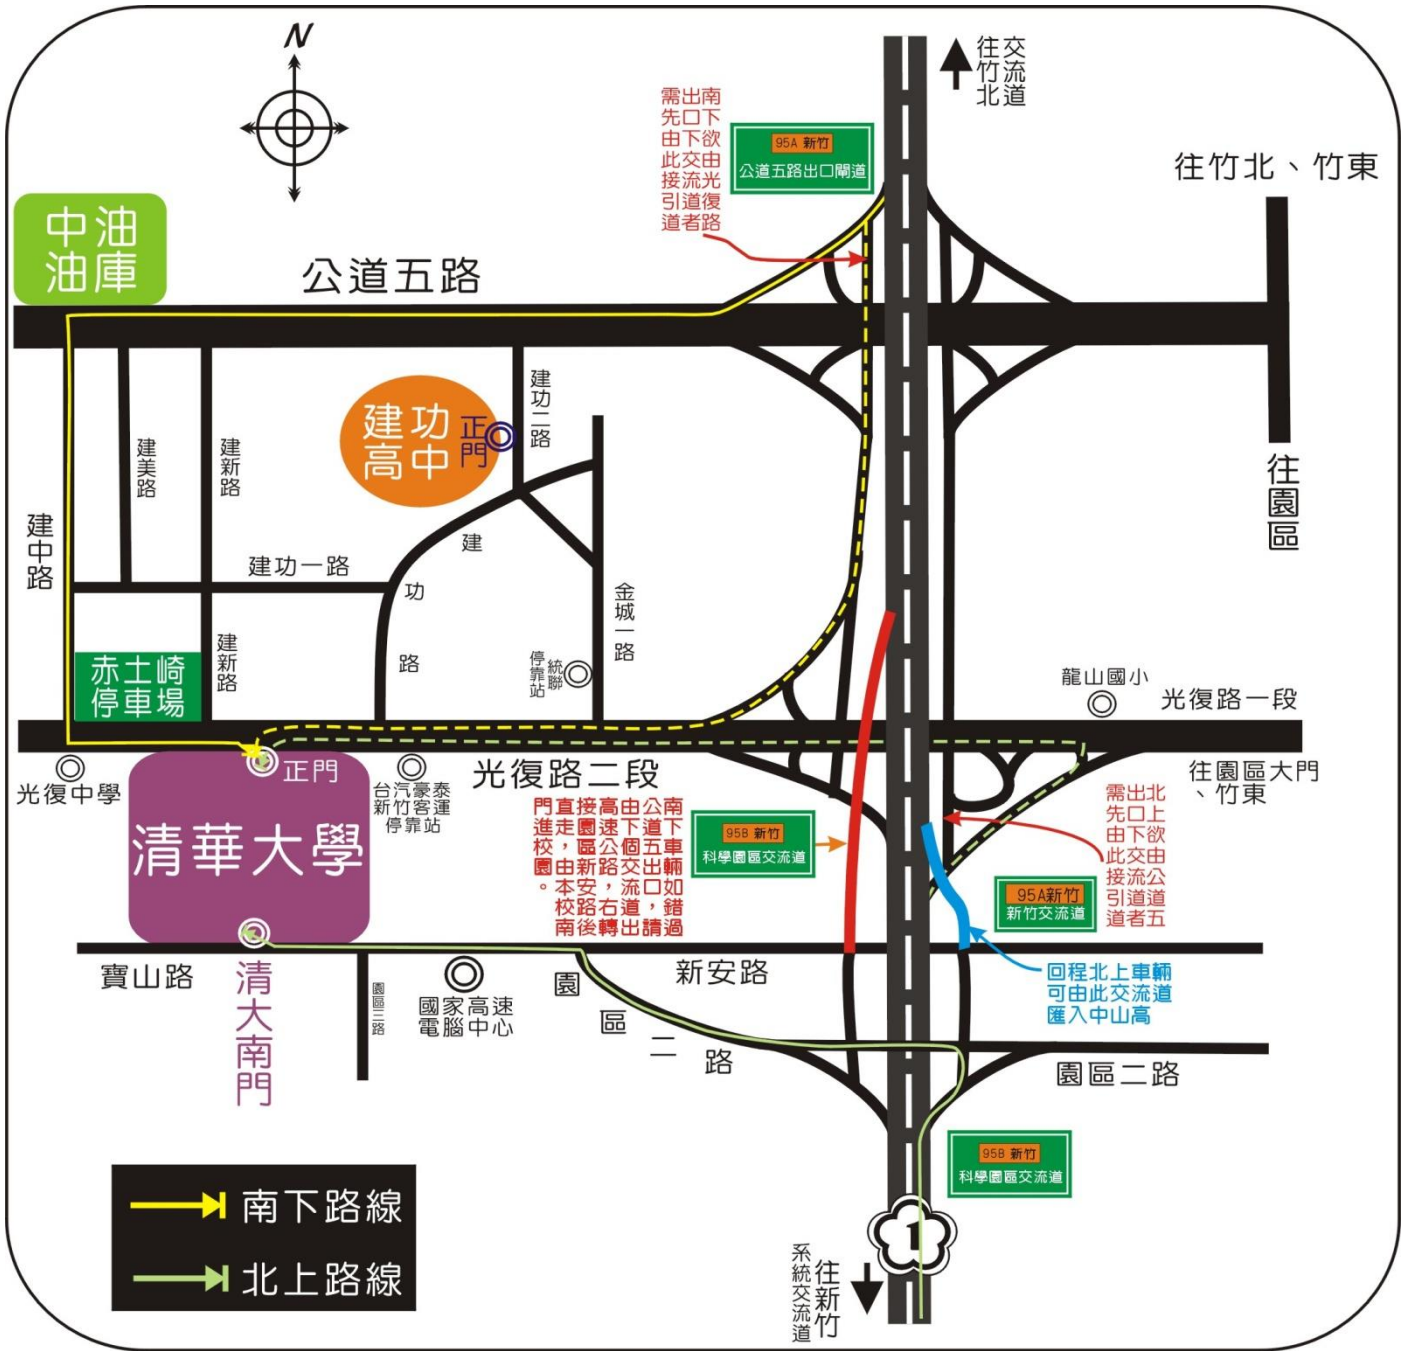 N
往竹北
交流道
南下欲由光復路
出口下交流道者
需先由此接引道
95A 新竹
公道五路出口閘道
往竹北、竹東
中油
油庫
公道五路
建功
高中
正門
建功二路
建美路
建新路
建中路
往園區
建功一路
建功路
金城一路
建新路
赤土崎
停車場
統聯
停靠站
龍山國小
光復路一段
正門
光復中學
台汽豪泰
新竹客運
停靠站
光復路二段
往園區大門
、竹東
清華大學
南下車輛如錯過
公道五出口,請
由下個交流道出
高速公路,右轉
接園區新安路後
直走,由本校南
門進校園。
95B 新竹
科學園區交流道
北上欲由公道五
出口下交流道者
需先由此接引道
95A新竹
新竹交流道
寶山路
新安路
清大南門
園區三路
國家高速
電腦中心
園區二路
回程北上車輛
可由此交流道
匯入中山高
園區二路
95B 新竹
科學園區交流道
南下路線
北上路線
1
往新竹
系統交流道